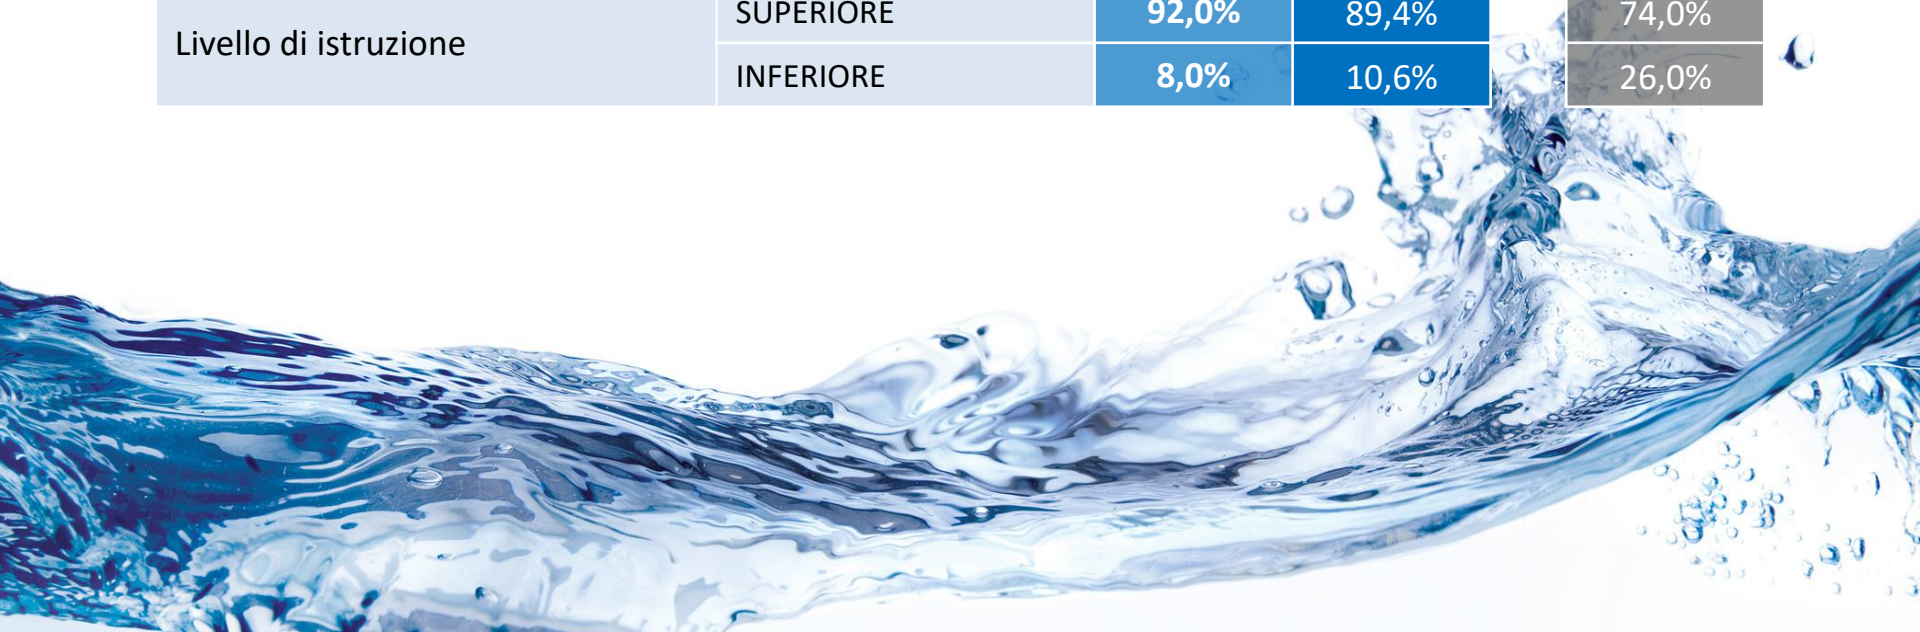 Livello di istruzione
SUPERIORE 92,0% 89,4% 74,0%
INFERIORE 8,0% 10,6% 26,0%